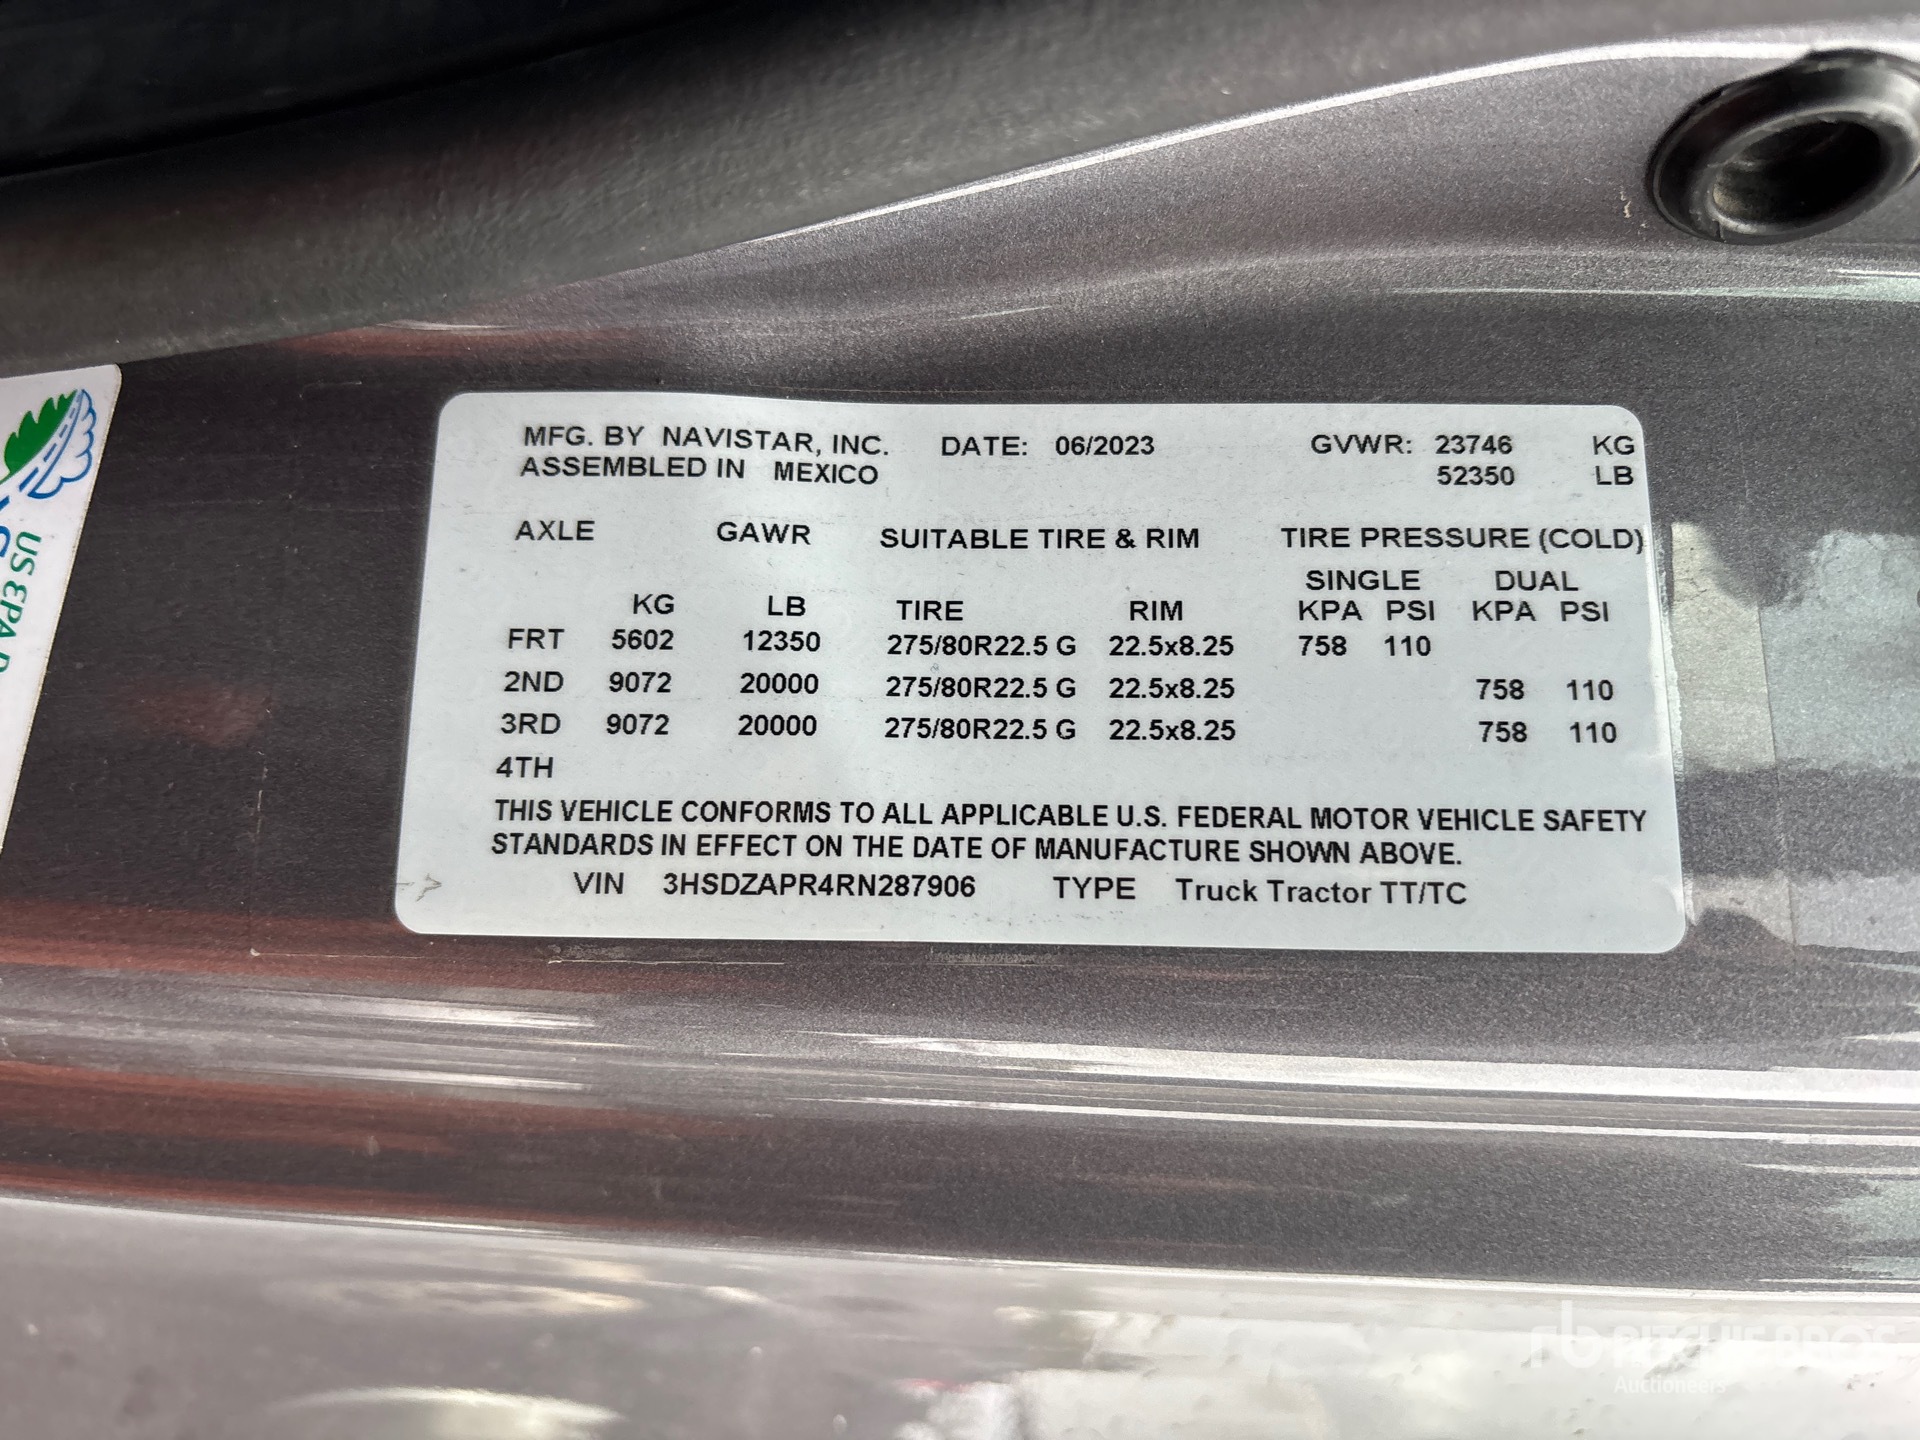 MFG. BY NAVISTAR, INC. DATE: 06/2023 GVWR: 23746 KG
ASSEMBLED IN MEXICO 52350 LB
AXLE GAWR SUITABLE TIRE & RIM TIRE PRESSURE (COLD)
SINGLE DUAL
KG LB TIRE RIM KPA PSI KPA PSI
FRT 5602 12350 275/80R22.5 G 22.5x8.25 758 110
2ND 9072 20000 275/80R22.5 G 22.5x8.25 758 110
3RD 9072 20000 275/80R22.5 G 22.5x8.25 758 110
4TH
THIS VEHICLE CONFORMS TO ALL APPLICABLE U.S. FEDERAL MOTOR VEHICLE SAFETY
STANDARDS IN EFFECT ON THE DATE OF MANUFACTURE SHOWN ABOVE.
VIN 3HSDZAPR4RN287906 TYPE Truck Tractor TT/TC
US EPA
rb RITCHIE BROS
Auctioneers